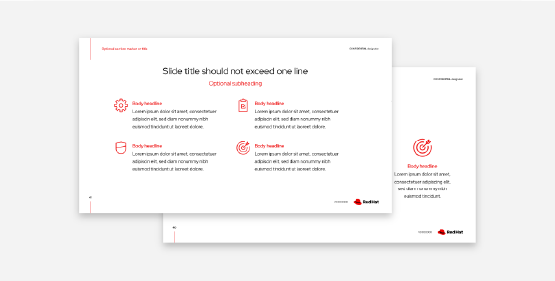 Optional section marker or title
CONFIDENTIAL designator
Slide title should not exceed one line
Optional subheading
Body headline
Lorem ipsum dolor sit amet, consectetuer
adipiscin elit, sed diam nonummy nibh
euismod tincidunt ut laoreet dolore.
Body headline
Lorem ipsum dolor sit amet, consectetuer
adipiscin elit, sed diam nonummy nibh
euismod tincidunt ut laoreet dolore.
Body headline
Lorem ipsum dolor sit amet, consectetuer
adipiscin elit, sed diam nonummy nibh
euismod tincidunt ut laoreet dolore.
Body headline
Lorem ipsum dolor sit amet, consectetuer
adipiscin elit, sed diam nonummy nibh
euismod tincidunt ut laoreet dolore.
Red Hat
CONFIDENTIAL designator
Body headline
Lorem ipsum dolor sit amet,
consectetuer adipiscing elit,
sed diam nonummy nibh
euismod tincidunt.
40
Red Hat